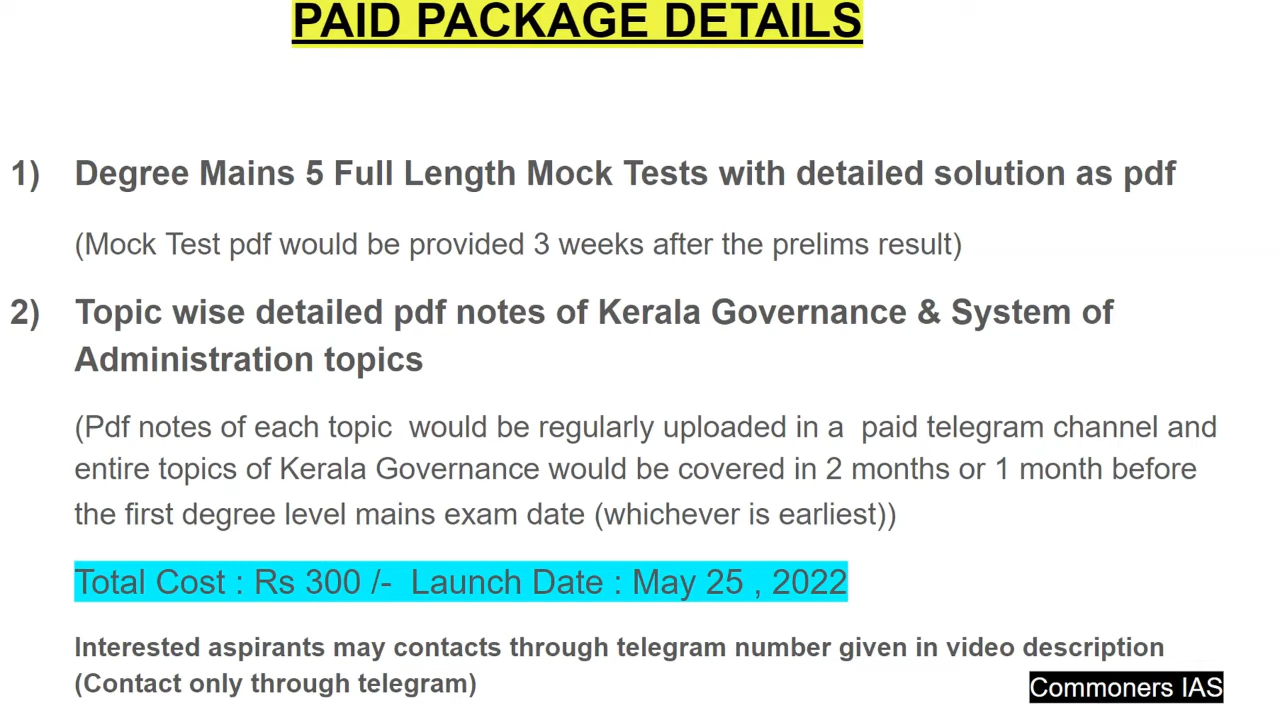 PAID PACKAGE DETAILS
1) Degree Mains 5 Full Length Mock Tests with detailed solution as pdf
(Mock Test pdf would be provided 3 weeks after the prelims result)
2) Topic wise detailed pdf notes of Kerala Governance & System of
Administration topics
(Pdf notes of each topic would be regularly uploaded in a paid telegram channel and
entire topics of Kerala Governance would be covered in 2 months or 1 month before
the first degree level mains exam date (whichever is earliest))
Total Cost : Rs 300 /- Launch Date : May 25 , 2022
Interested aspirants may contacts through telegram number given in video description
(Contact only through telegram)
Commoners IAS